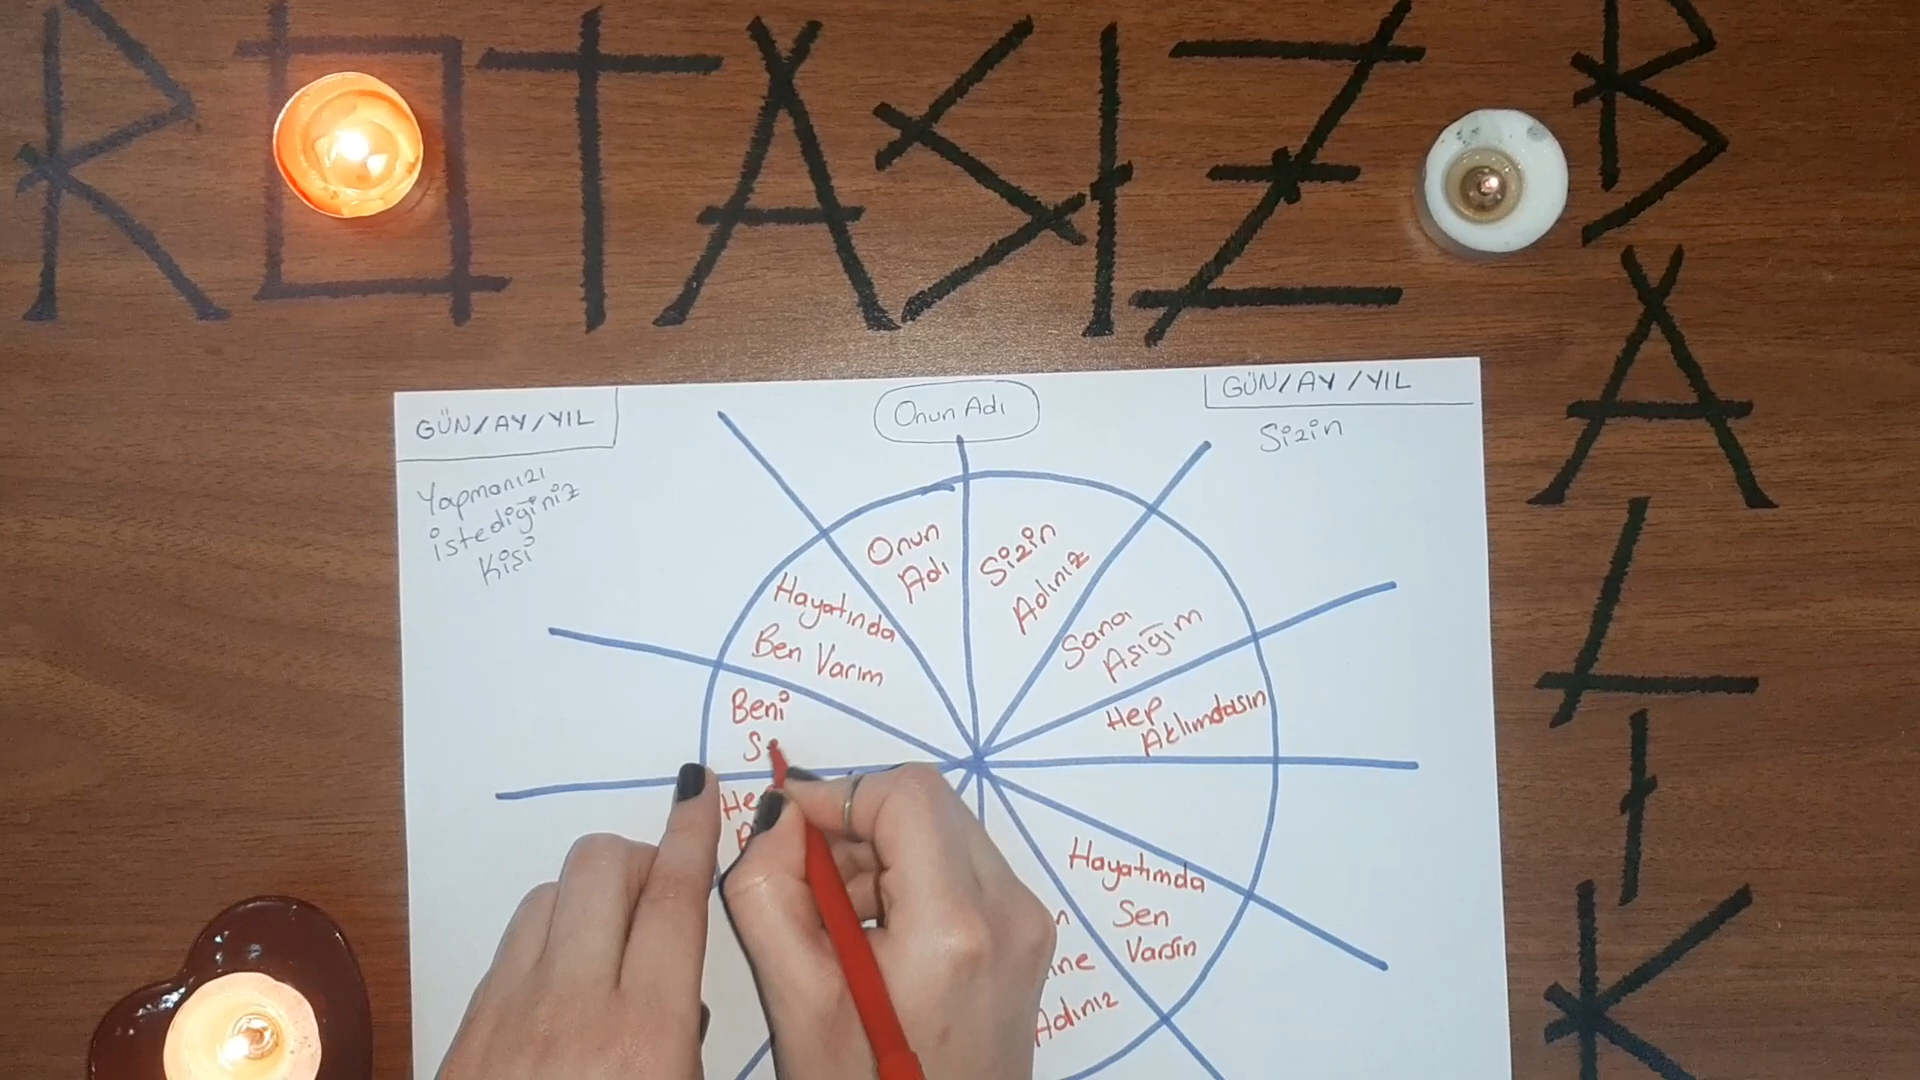 ROTASIZ
BALIK
GÜN/AY/YIL
Onun Adı
GÜN/AY/YIL
Yapmanızı
istediğiniz
Kişi
Sizin
Onun
Adı
Sizin
Adınız
Hayatında
Ben Varım
Sana
Aşığım
Beni
Hep
Aklımdasın
Hayatımda
Sen
Varsın
Adınız